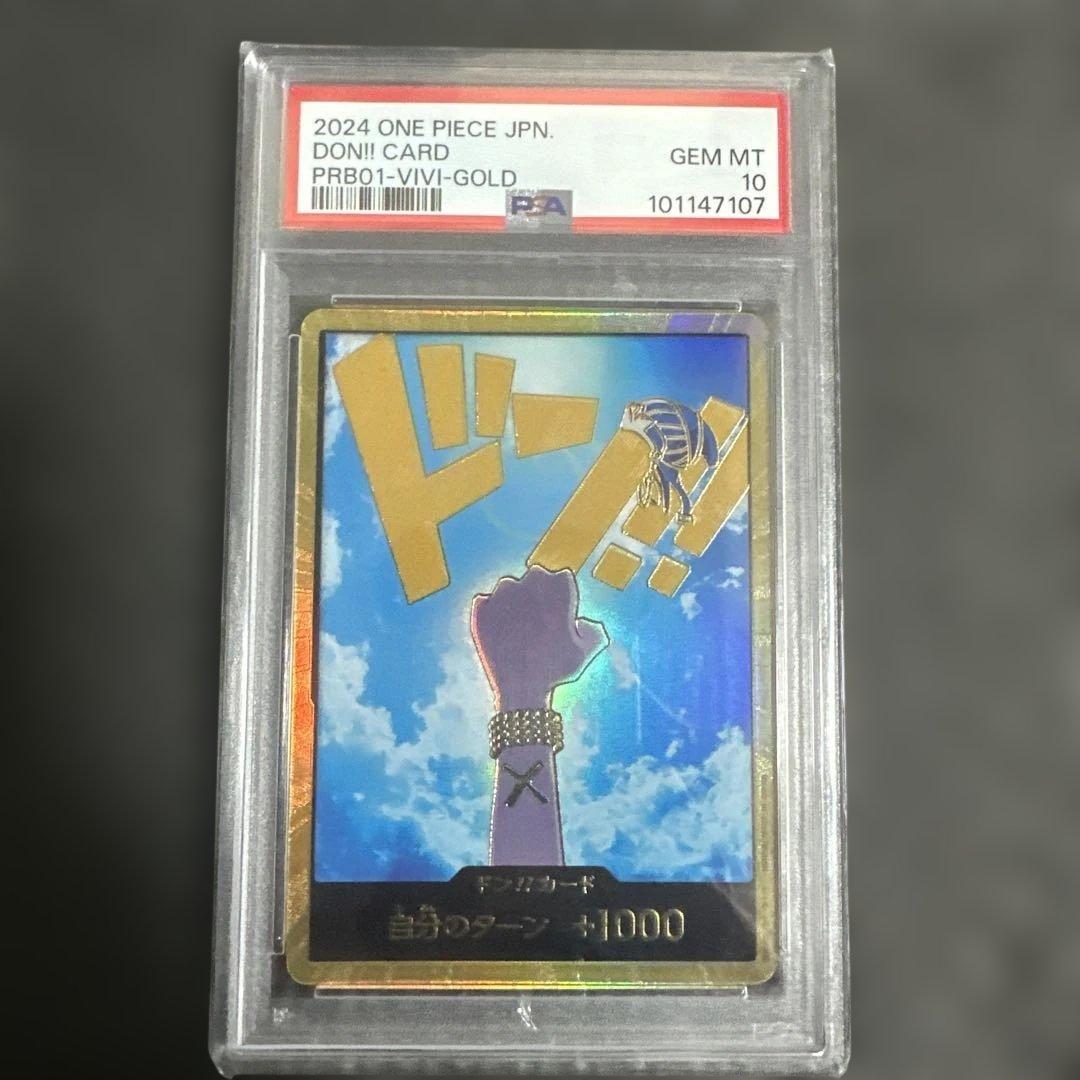 2024 ONE PIECE JPN.
DON!! CARD
GEM MT
PRB01-VIVI-GOLD
10
PSA
101147107
ドン!!
ドン!!カード
自分のターン +1000